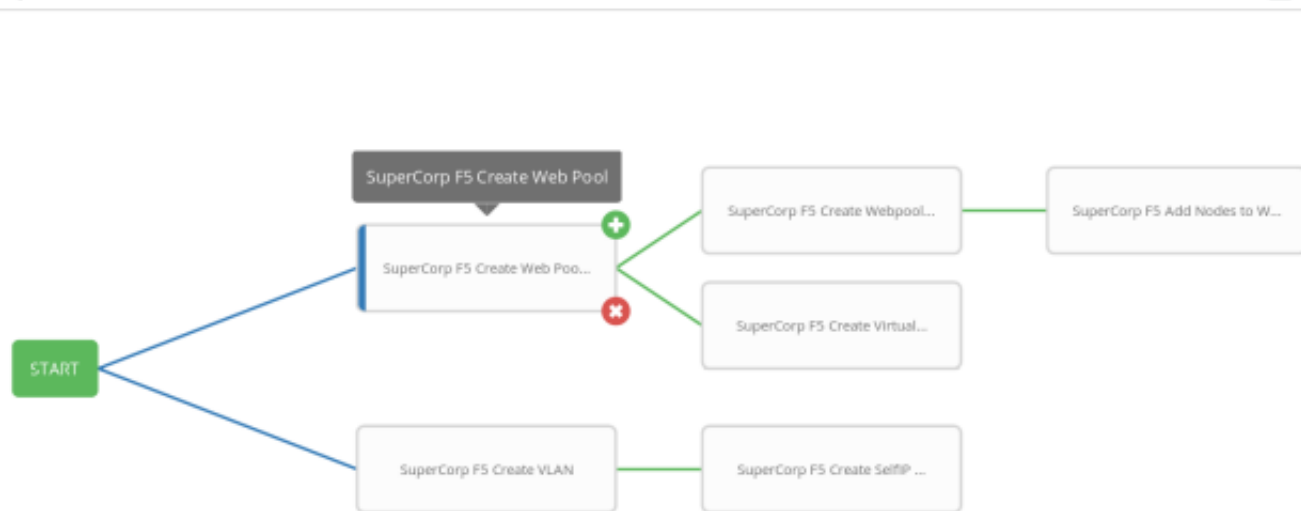 SuperCorp F5 Create Web Pool
SuperCorp F5 Create Webpool...
SuperCorp F5 Add Nodes to W...
SuperCorp F5 Create Web Poo...
SuperCorp F5 Create Virtual...
START
SuperCorp F5 Create VLAN
SuperCorp F5 Create SelfIP ...